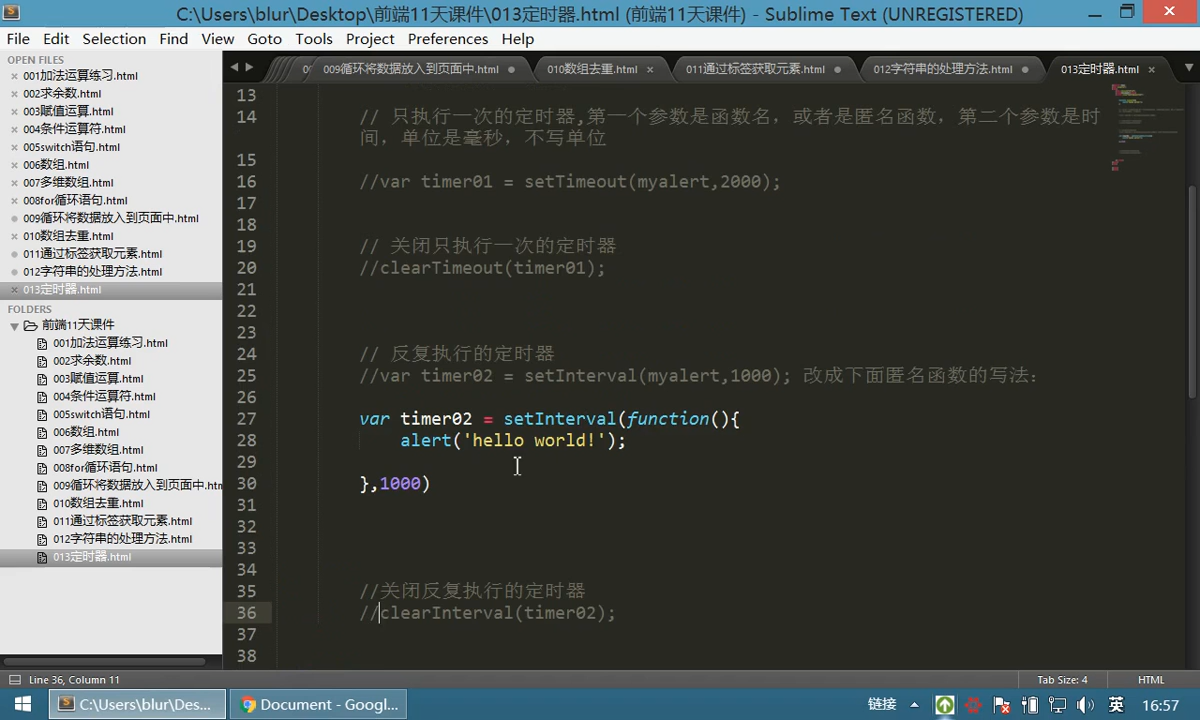 C:\Users\blur\Desktop\前端11天课件\013定时器.html (前端11天课件) - Sublime Text (UNREGISTERED)
File Edit Selection Find View Goto Tools Project Preferences Help
OPEN FILES
001加法运算练习.html
002求余数.html
003赋值运算.html
004条件运算符.html
005switch语句.html
006数组.html
007多维数组.html
008for循环语句.html
009循环将数据放入到页面中.html
010数组去重.html
011通过标签获取元素.html
012字符串的处理方法.html
013定时器.html
FOLDERS
前端11天课件
001加法运算练习.html
002求余数.html
003赋值运算.html
004条件运算符.html
005switch语句.html
006数组.html
007多维数组.html
008for循环语句.html
009循环将数据放入到页面中.htm
010数组去重.html
011通过标签获取元素.html
012字符串的处理方法.html
013定时器.html
009循环将数据放入到页面中.html 010数组去重.html 011通过标签获取元素.html 012字符串的处理方法.html 013定时器.html
13
14 // 只执行一次的定时器,第一个参数是函数名，或者是匿名函数，第二个参数是时
间，单位是毫秒，不写单位
15
16 //var timer01 = setTimeout(myalert,2000);
17
18
19 // 关闭只执行一次的定时器
20 //clearTimeout(timer01);
21
22
23
24 // 反复执行的定时器
25 //var timer02 = setInterval(myalert,1000); 改成下面匿名函数的写法：
26
27 var timer02 = setInterval(function(){
28 alert('hello world!');
29
30 },1000)
31
32
33
34
35 //关闭反复执行的定时器
36 //clearInterval(timer02);
37
38
Line 36, Column 11 Tab Size: 4 HTML
C:\Users\blur\Des... Document - Googl... 链接 英 16:57